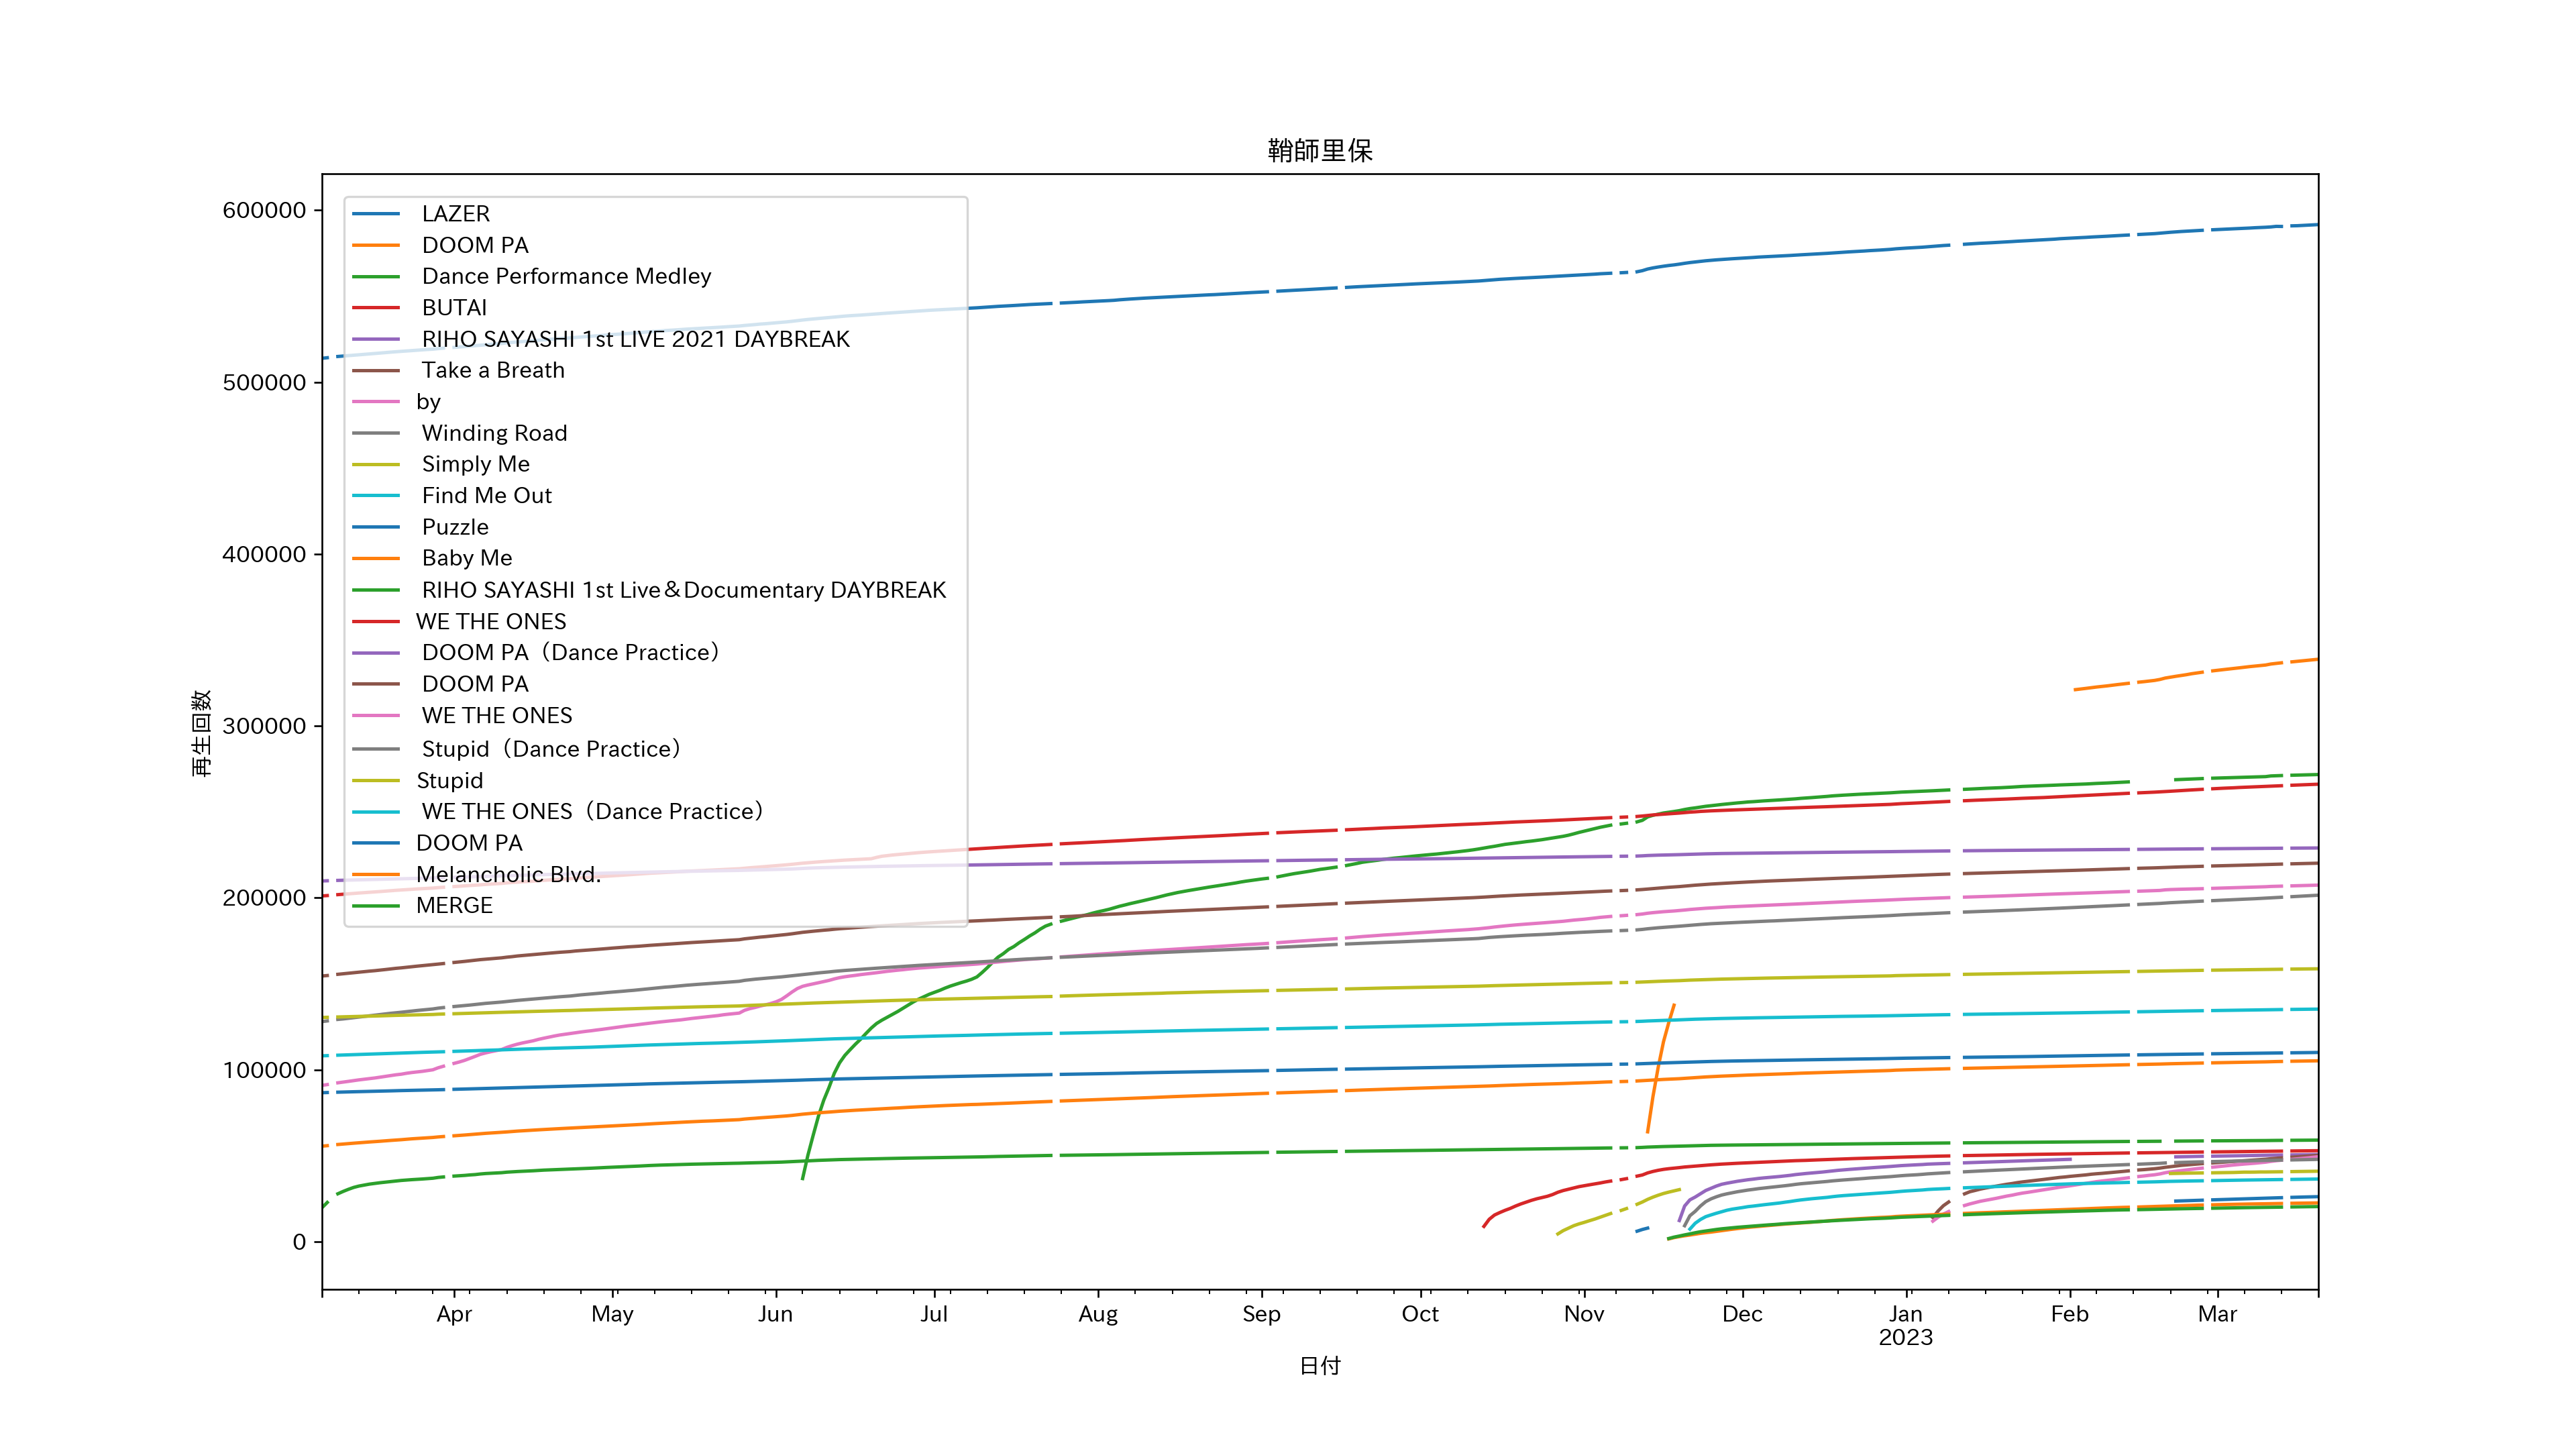 鞘師里保
600000
500000
400000
300000
200000
100000
0
再生回数
LAZER
DOOM PA
Dance Performance Medley
BUTAI
RIHO SAYASHI 1st LIVE 2021 DAYBREAK
Take a Breath
by
Winding Road
Simply Me
Find Me Out
Puzzle
Baby Me
RIHO SAYASHI 1st Live＆Documentary DAYBREAK
WE THE ONES
DOOM PA（Dance Practice）
DOOM PA
WE THE ONES
Stupid（Dance Practice）
Stupid
WE THE ONES（Dance Practice）
DOOM PA
Melancholic Blvd.
MERGE
Apr May Jun Jul Aug Sep Oct Nov Dec Jan Feb Mar
2023
日付